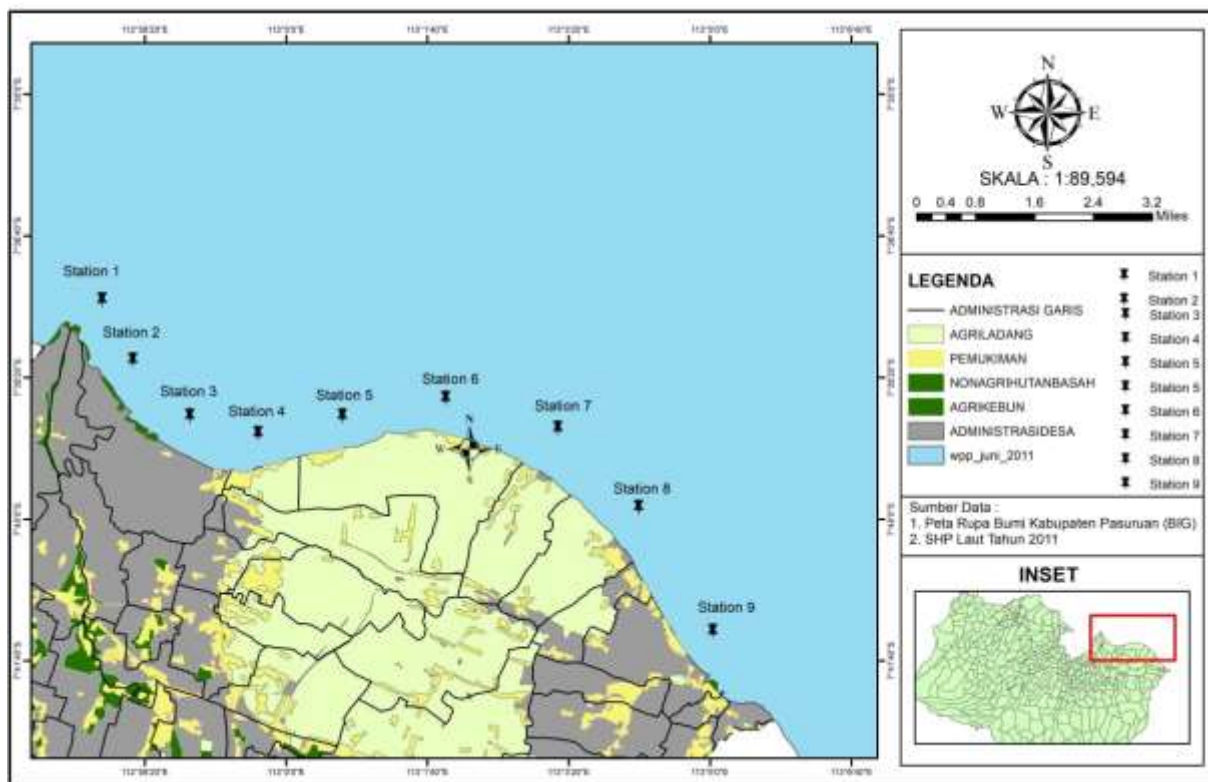 Station 1
Station 2
Station 3
Station 4
Station 5
Station 6
Station 7
Station 8
Station 9
N
W E
S
N
W E
S
SKALA : 1:89,594
0 0.4 0.8 1.6 2.4 3.2
Miles
LEGENDA
ADMINISTRASI GARIS
AGRILADANG
PEMUKIMAN
NONAGRIHUTANBASAH
AGRIKEBUN
ADMINISTRASIDESA
wpp_juni_2011
Station 1
Station 2
Station 3
Station 4
Station 5
Station 5
Station 6
Station 7
Station 8
Station 9
Sumber Data :
1. Peta Rupa Bumi Kabupaten Pasuruan (BIG)
2. SHP Laut Tahun 2011
INSET